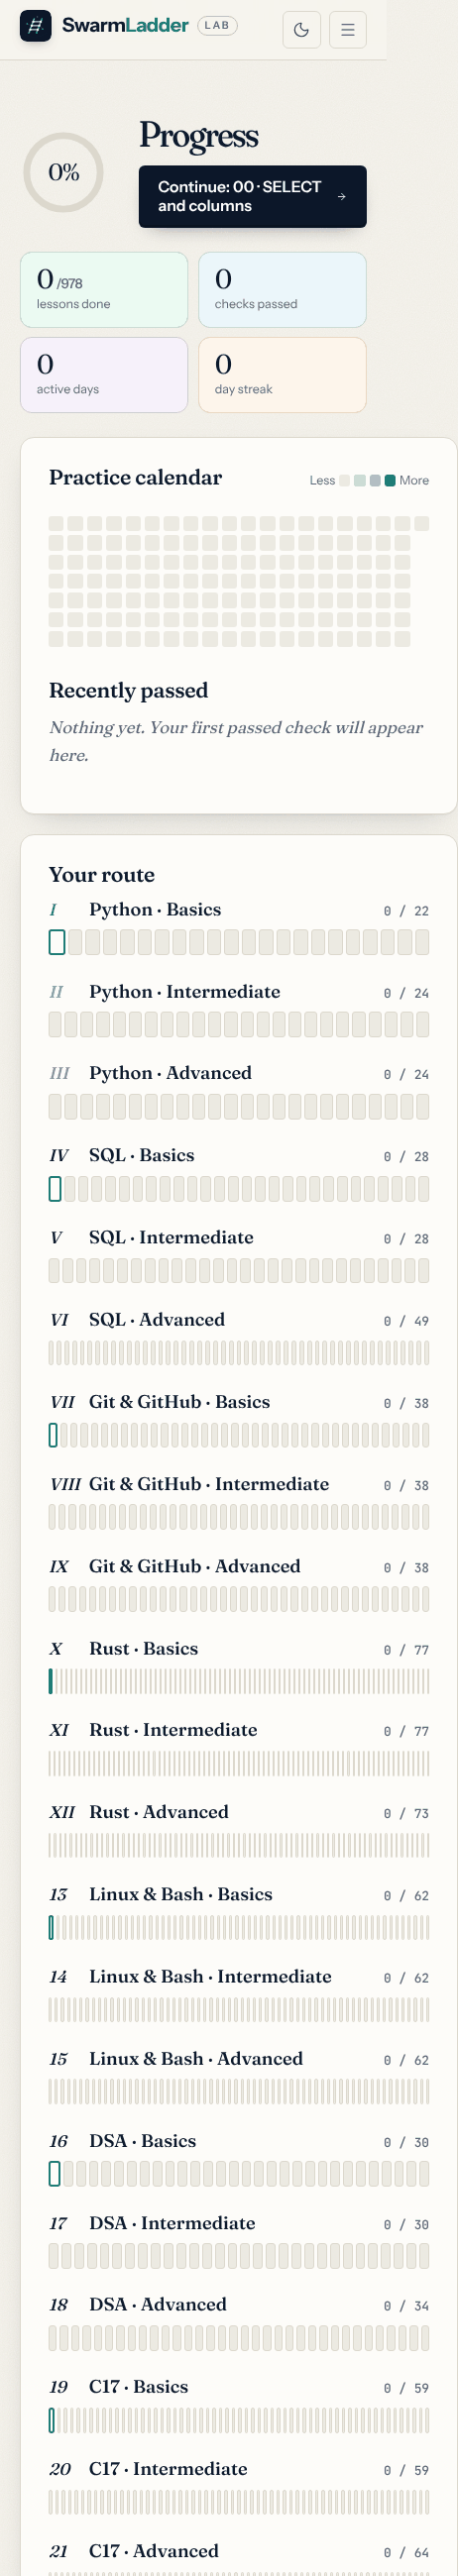 SwarmLadder LAB
0%
Progress
Continue: 00 · SELECT
and columns →
0 /978
lessons done
0
checks passed
0
active days
0
day streak
Practice calendar
Less More
Recently passed
Nothing yet. Your first passed check will appear
here.
Your route
I Python · Basics 0 / 22
II Python · Intermediate 0 / 24
III Python · Advanced 0 / 24
IV SQL · Basics 0 / 28
V SQL · Intermediate 0 / 28
VI SQL · Advanced 0 / 49
VII Git & GitHub · Basics 0 / 38
VIII Git & GitHub · Intermediate 0 / 38
IX Git & GitHub · Advanced 0 / 38
X Rust · Basics 0 / 77
XI Rust · Intermediate 0 / 77
XII Rust · Advanced 0 / 73
13 Linux & Bash · Basics 0 / 62
14 Linux & Bash · Intermediate 0 / 62
15 Linux & Bash · Advanced 0 / 62
16 DSA · Basics 0 / 30
17 DSA · Intermediate 0 / 30
18 DSA · Advanced 0 / 34
19 C17 · Basics 0 / 59
20 C17 · Intermediate 0 / 59
21 C17 · Advanced 0 / 64